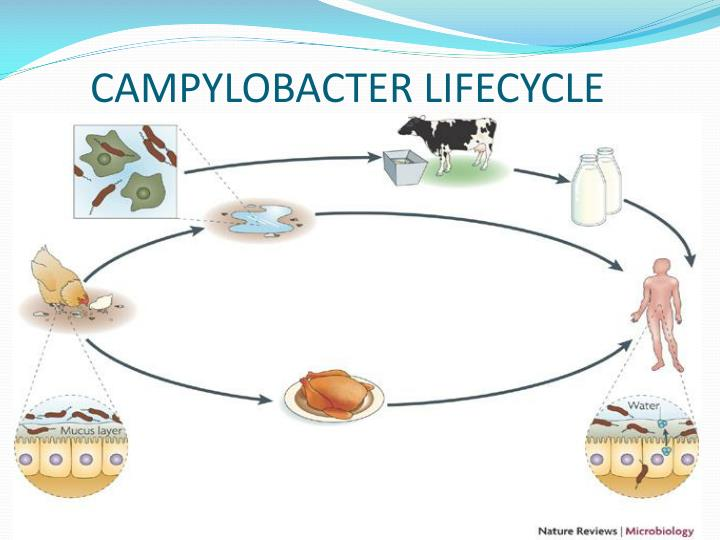 CAMPYLOBACTER LIFECYCLE
Mucus layer
Water
Nature Reviews | Microbiology